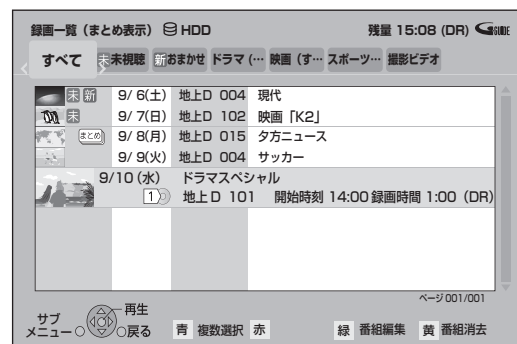 録画一覧（まとめ表示） HDD 残量 15:08 (DR) GGUIDE
すべて 未 未視聴 新 おまかせ ドラマ (… 映画 (す… スポーツ… 撮影ビデオ
未 新 9/ 6(土) 地上D 004 現代
未 9/ 7(日) 地上D 102 映画「K2」
まとめ 9/ 8(月) 地上D 015 夕方ニュース
9/ 9(火) 地上D 004 サッカー
9/10 (水) ドラマスペシャル
1 地上D 101 開始時刻 14:00 録画時間 1:00 (DR)
ページ 001/001
サブメニュー 再生
戻る 青 複数選択 赤 緑 番組編集 黄 番組消去